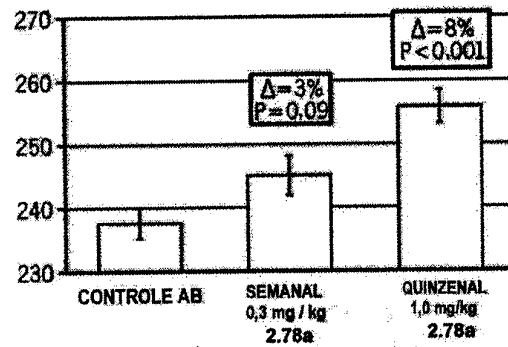 270
260
250
240
230
Δ=3%
P=0.09
Δ=8%
P<0.001
CONTROLE AB
SEMANAL
0,3 mg / kg
2.78a
QUINZENAL
1,0 mg/kg
2.78a